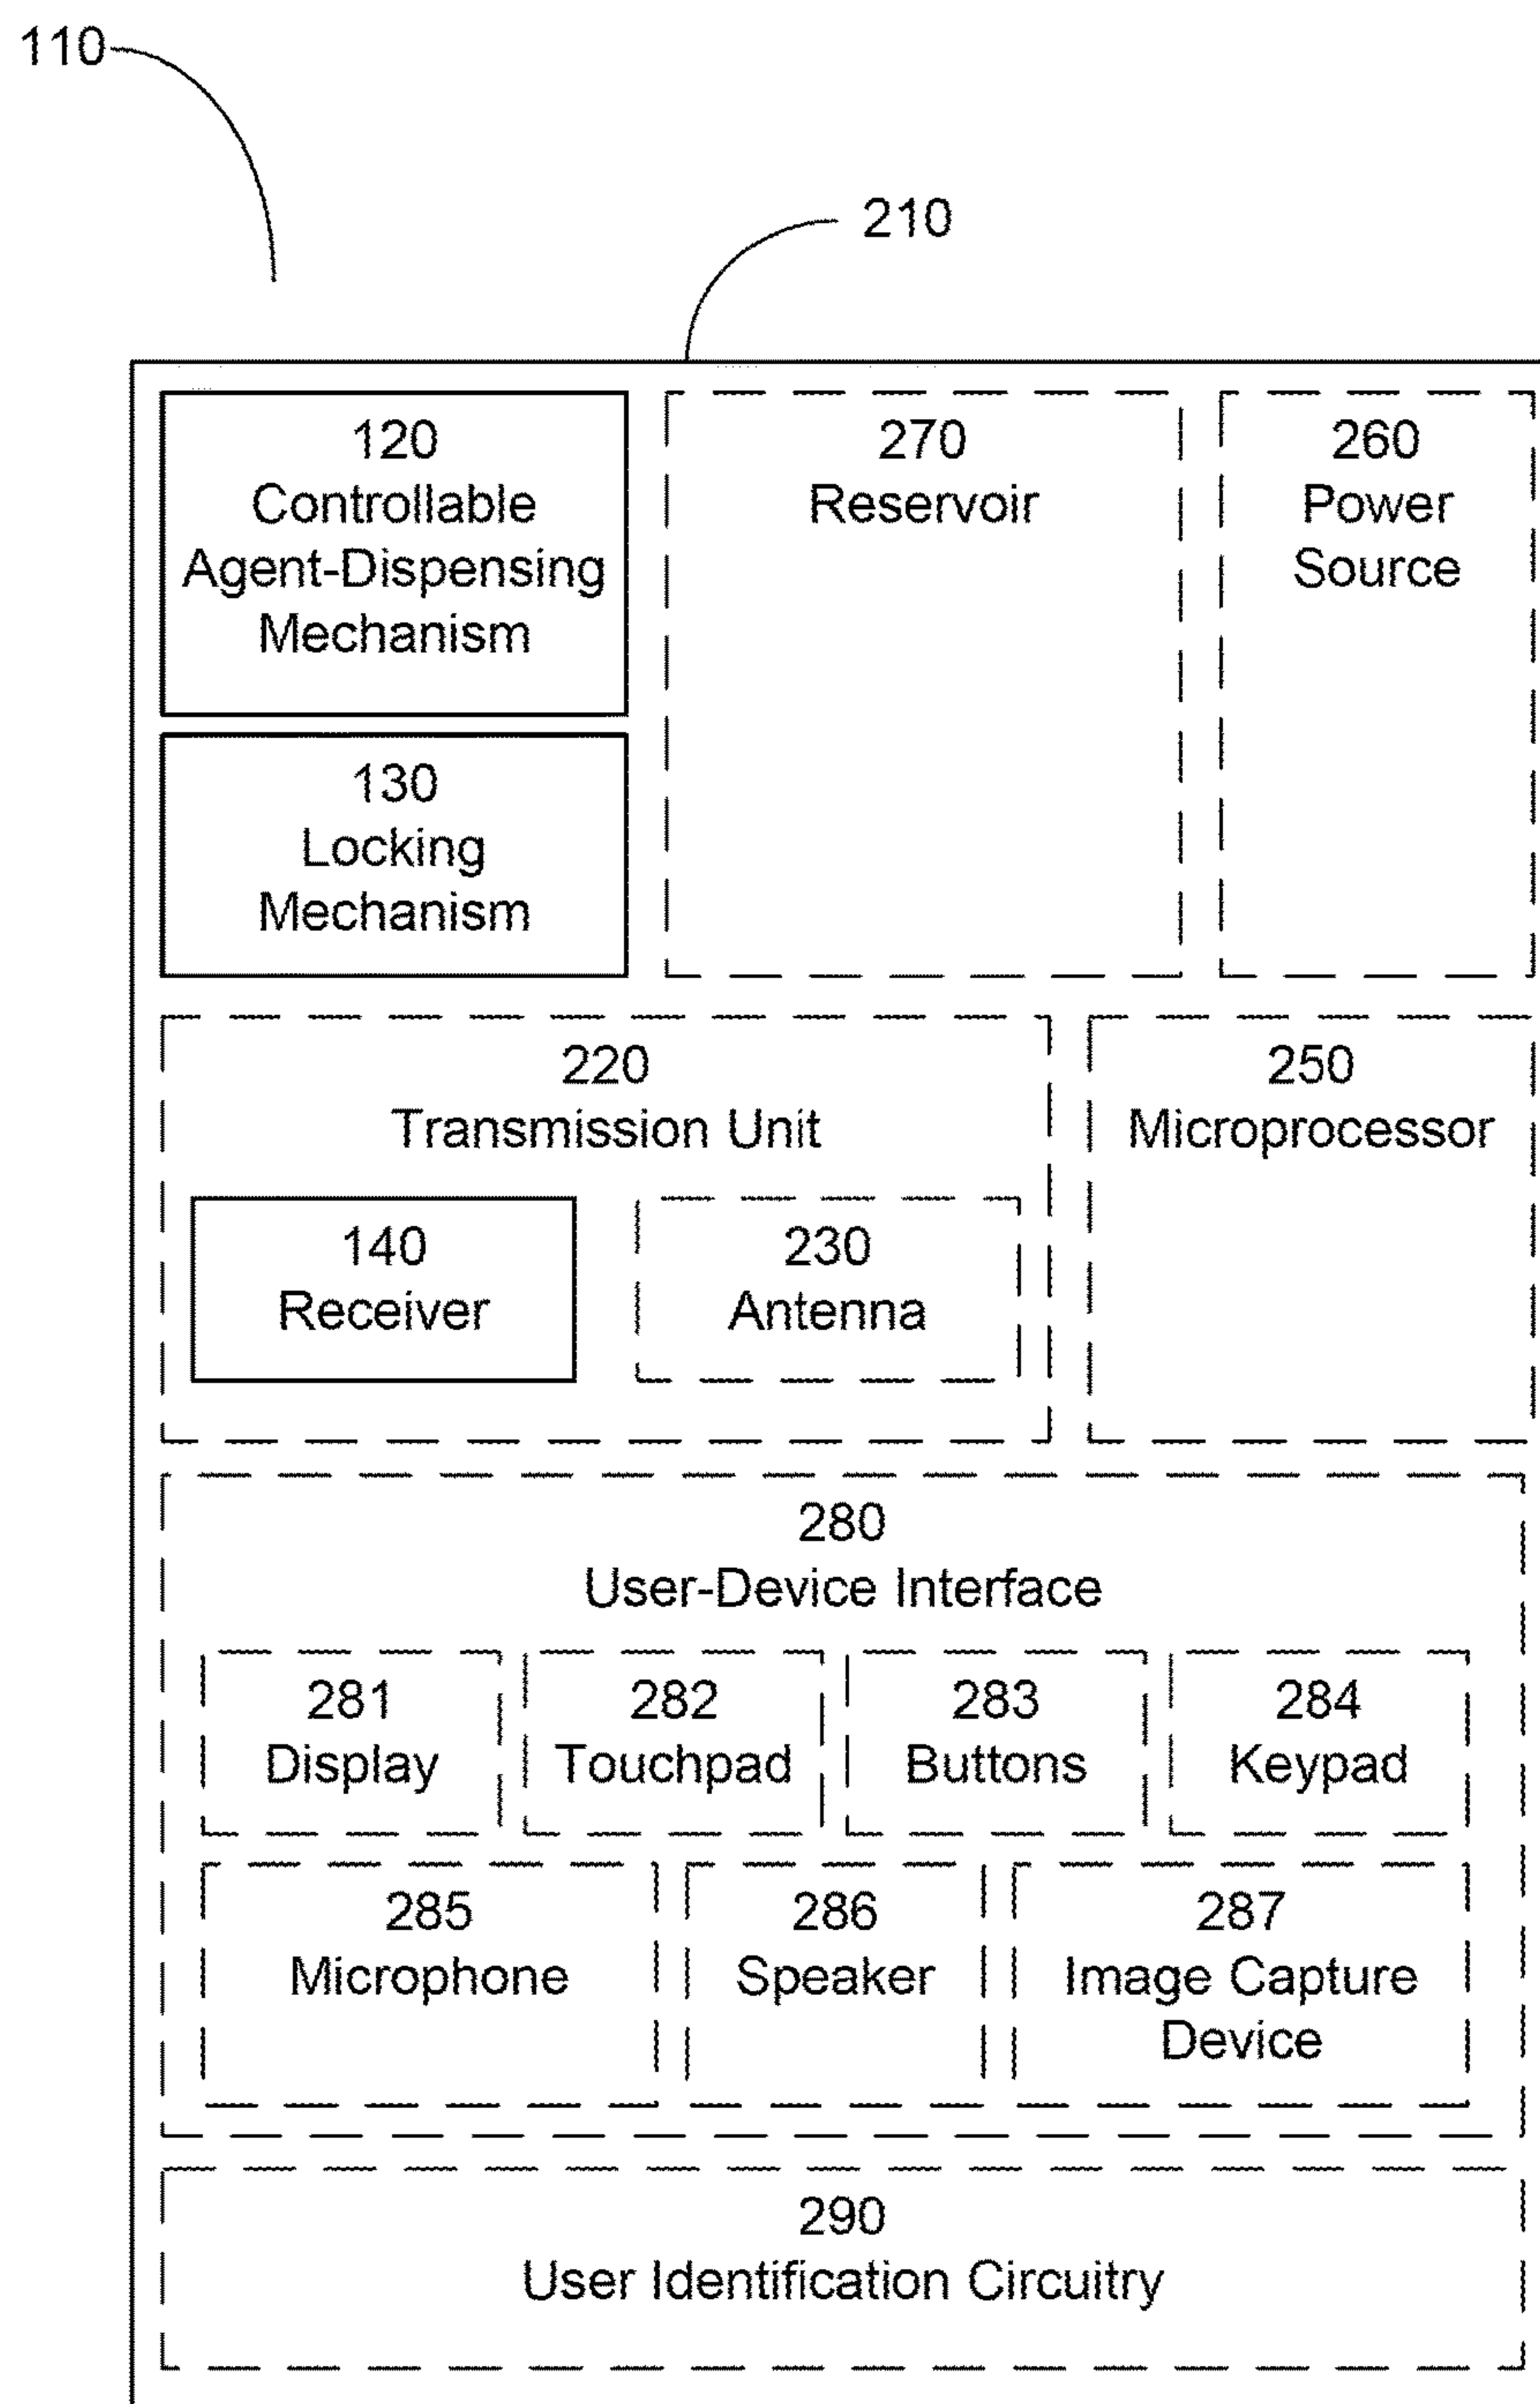 110
210
120
Controllable
Agent-Dispensing
Mechanism
270
Reservoir
260
Power
Source
130
Locking
Mechanism
220
Transmission Unit
250
Microprocessor
140
Receiver
230
Antenna
280
User-Device Interface
281
Display
282
Touchpad
283
Buttons
284
Keypad
285
Microphone
286
Speaker
287
Image Capture
Device
290
User Identification Circuitry